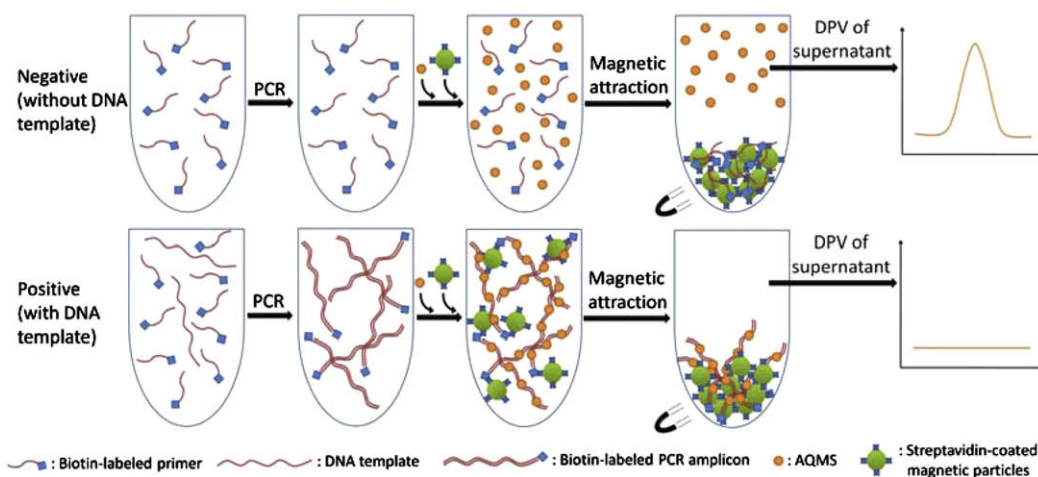 Negative
(without DNA
template)
PCR
Magnetic
attraction
DPV of
supernatant
Positive
(with DNA
template)
PCR
Magnetic
attraction
DPV of
supernatant
: Biotin-labeled primer
: DNA template
: Biotin-labeled PCR amplicon
: AQMS
: Streptavidin-coated
magnetic particles